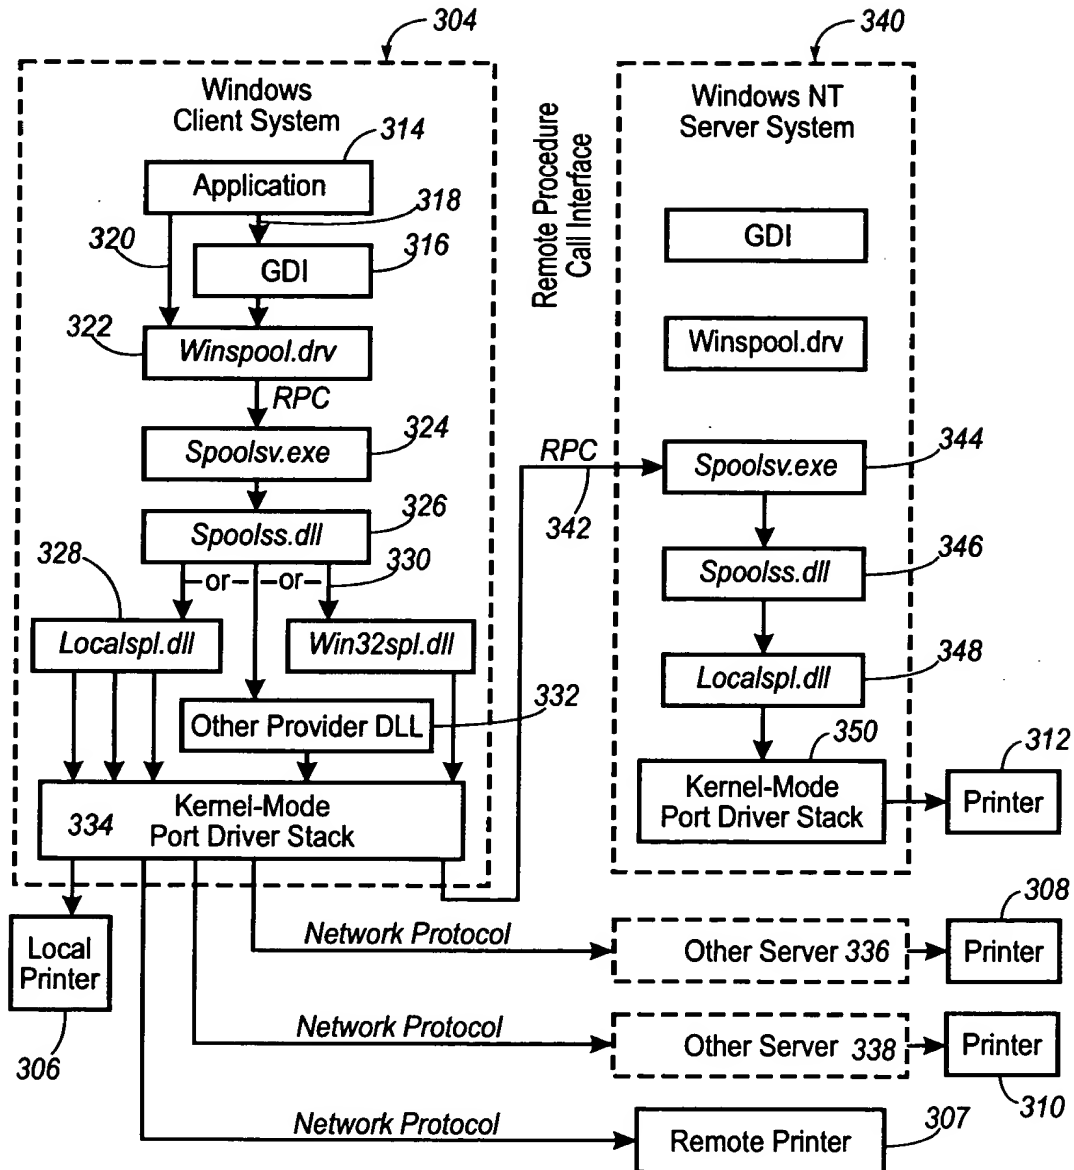 304
340
Windows
Client System
314
Application
318
320
316
GDI
322
Winspool.drv
RPC
324
Spoolsv.exe
326
Spoolss.dll
328
or
or
330
Localspl.dll
Win32spl.dll
332
Other Provider DLL
334
Kernel-Mode
Port Driver Stack
Local
Printer
306
Remote Procedure
Call Interface
RPC
342
Windows NT
Server System
GDI
Winspool.drv
344
Spoolsv.exe
346
Spoolss.dll
348
Localspl.dll
350
Kernel-Mode
Port Driver Stack
312
Printer
308
Network Protocol
Other Server 336
Printer
Network Protocol
Other Server 338
Printer
310
Network Protocol
307
Remote Printer